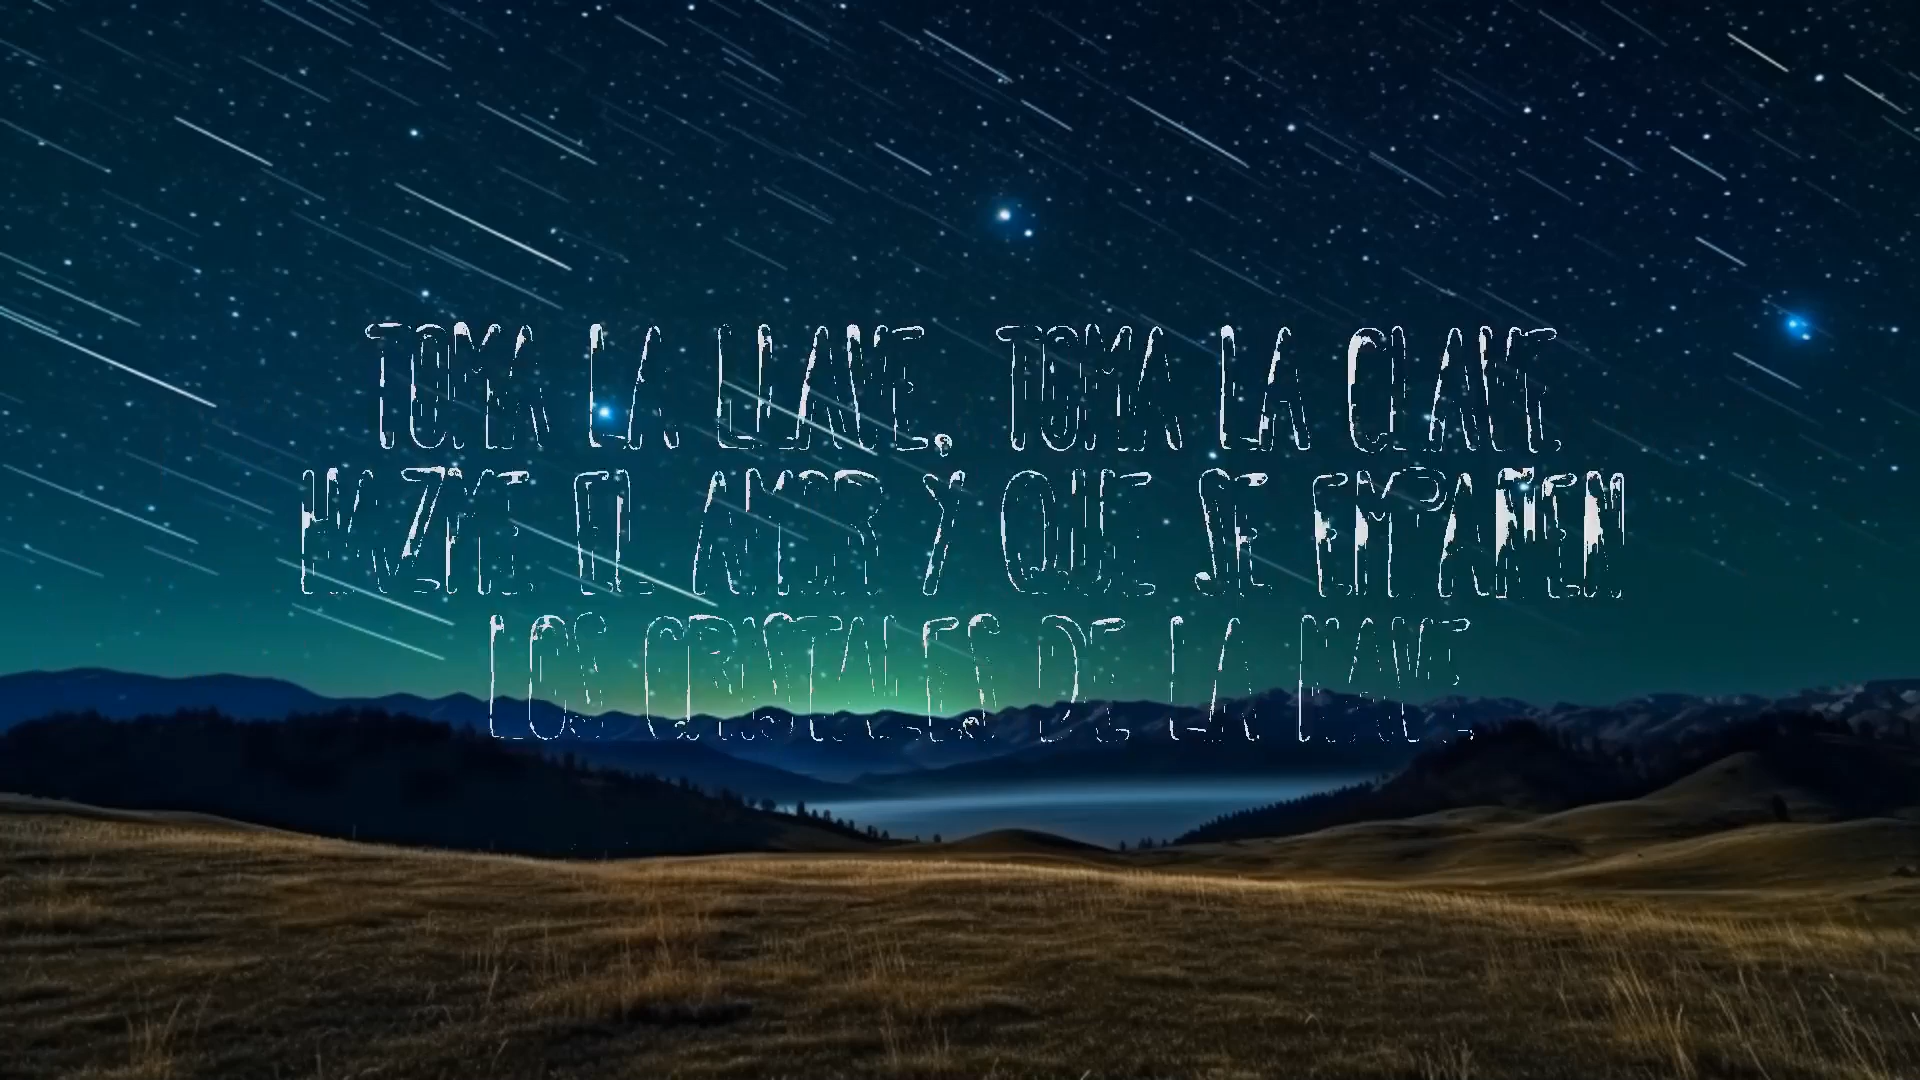 TOMA LA LLAVE, TOMA LA CLAVE
HAZME EL AMOR Y QUE SE EMPAÑEN
LOS CRISTALES DE LA NAVE